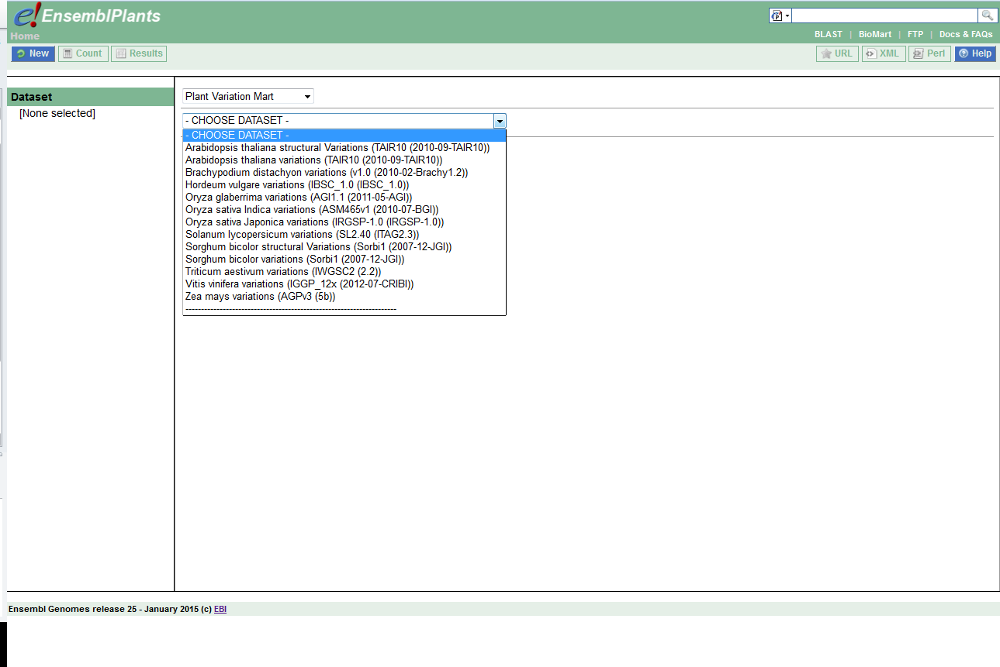 e! EnsemblPlants
Home
BLAST | BioMart | FTP | Docs & FAQs
New Count Results URL XML Perl Help
Dataset
[None selected]
Plant Variation Mart
- CHOOSE DATASET -
- CHOOSE DATASET -
Arabidopsis thaliana structural Variations (TAIR10 (2010-09-TAIR10))
Arabidopsis thaliana variations (TAIR10 (2010-09-TAIR10))
Brachypodium distachyon variations (v1.0 (2010-02-Brachy1.2))
Hordeum vulgare variations (IBSC_1.0 (IBSC_1.0))
Oryza glaberrima variations (AGI1.1 (2011-05-AGI))
Oryza sativa Indica variations (ASM465v1 (2010-07-BGI))
Oryza sativa Japonica variations (IRGSP-1.0 (IRGSP-1.0))
Solanum lycopersicum variations (SL2.40 (ITAG2.3))
Sorghum bicolor structural Variations (Sorbi1 (2007-12-JGI))
Sorghum bicolor variations (Sorbi1 (2007-12-JGI))
Triticum aestivum variations (IWGSC2 (2.2))
Vitis vinifera variations (IGGP_12x (2012-07-CRIBI))
Zea mays variations (AGPv3 (5b))
--------------------------------------------------------------------
Ensembl Genomes release 25 - January 2015 (c) EBI